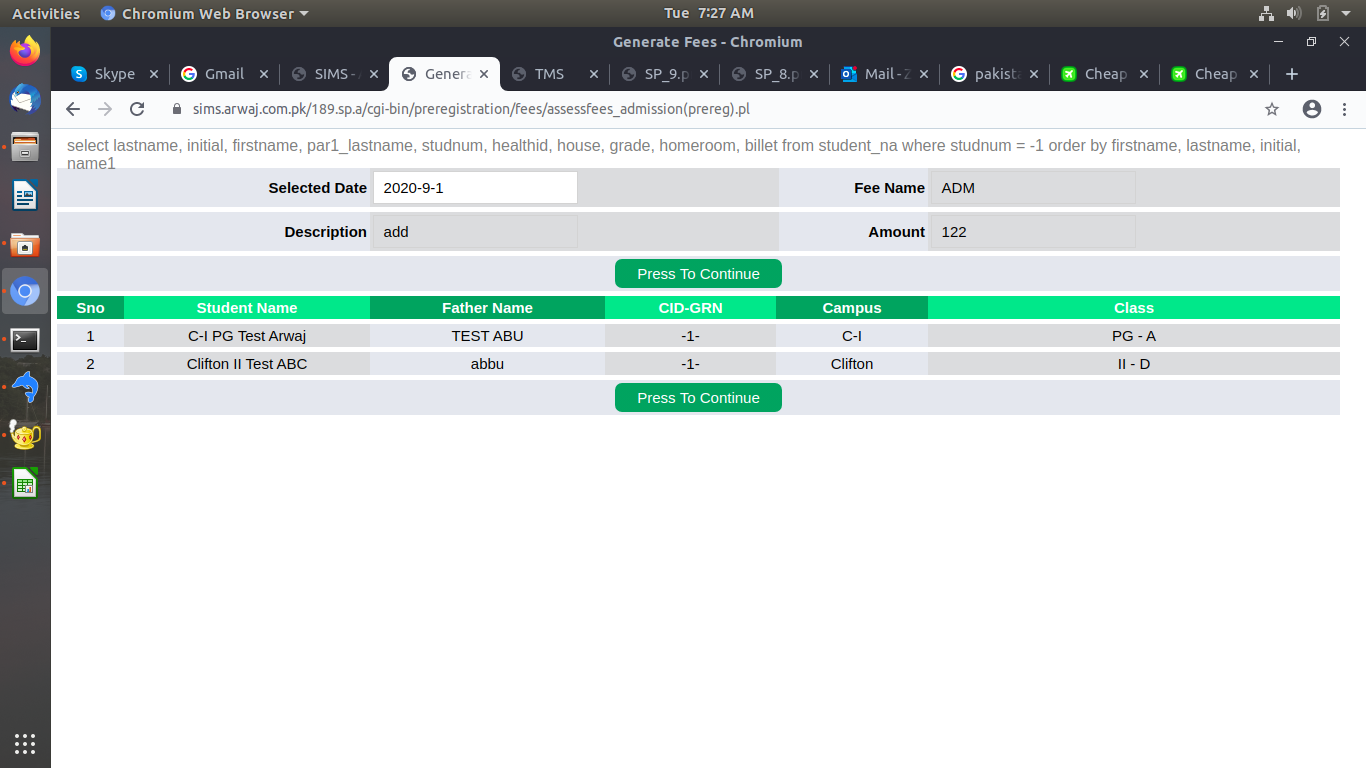 Activities Chromium Web Browser Tue 7:27 AM
Generate Fees - Chromium
Skype Gmail SIMS - Genera TMS SP_9.p SP_8.p Mail - Z pakist Cheap Cheap
sims.arwaj.com.pk/189.sp.a/cgi-bin/preregistration/fees/assessfees_admission(prereg).pl
select lastname, initial, firstname, par1_lastname, studnum, healthid, house, grade, homeroom, billet from student_na where studnum = -1 order by firstname, lastname, initial,
name1
Selected Date 2020-9-1 Fee Name ADM
Description add Amount 122
Press To Continue
Sno Student Name Father Name CID-GRN Campus Class
1 C-I PG Test Arwaj TEST ABU -1- C-I PG - A
2 Clifton II Test ABC abbu -1- Clifton II - D
Press To Continue